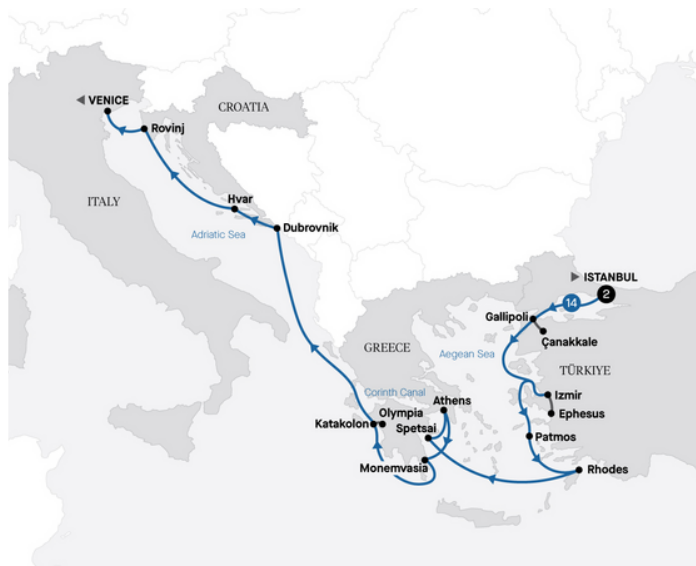 VENICE
CROATIA
Rovinj
ITALY
Hvar
Adriatic Sea
Dubrovnik
ISTANBUL
2
14
Gallipoli
Çanakkale
GREECE
Aegean Sea
TÜRKIYE
Corinth Canal
Izmir
Athens
Olympia
Ephesus
Katakolon
Spetsai
Patmos
Monemvasia
Rhodes